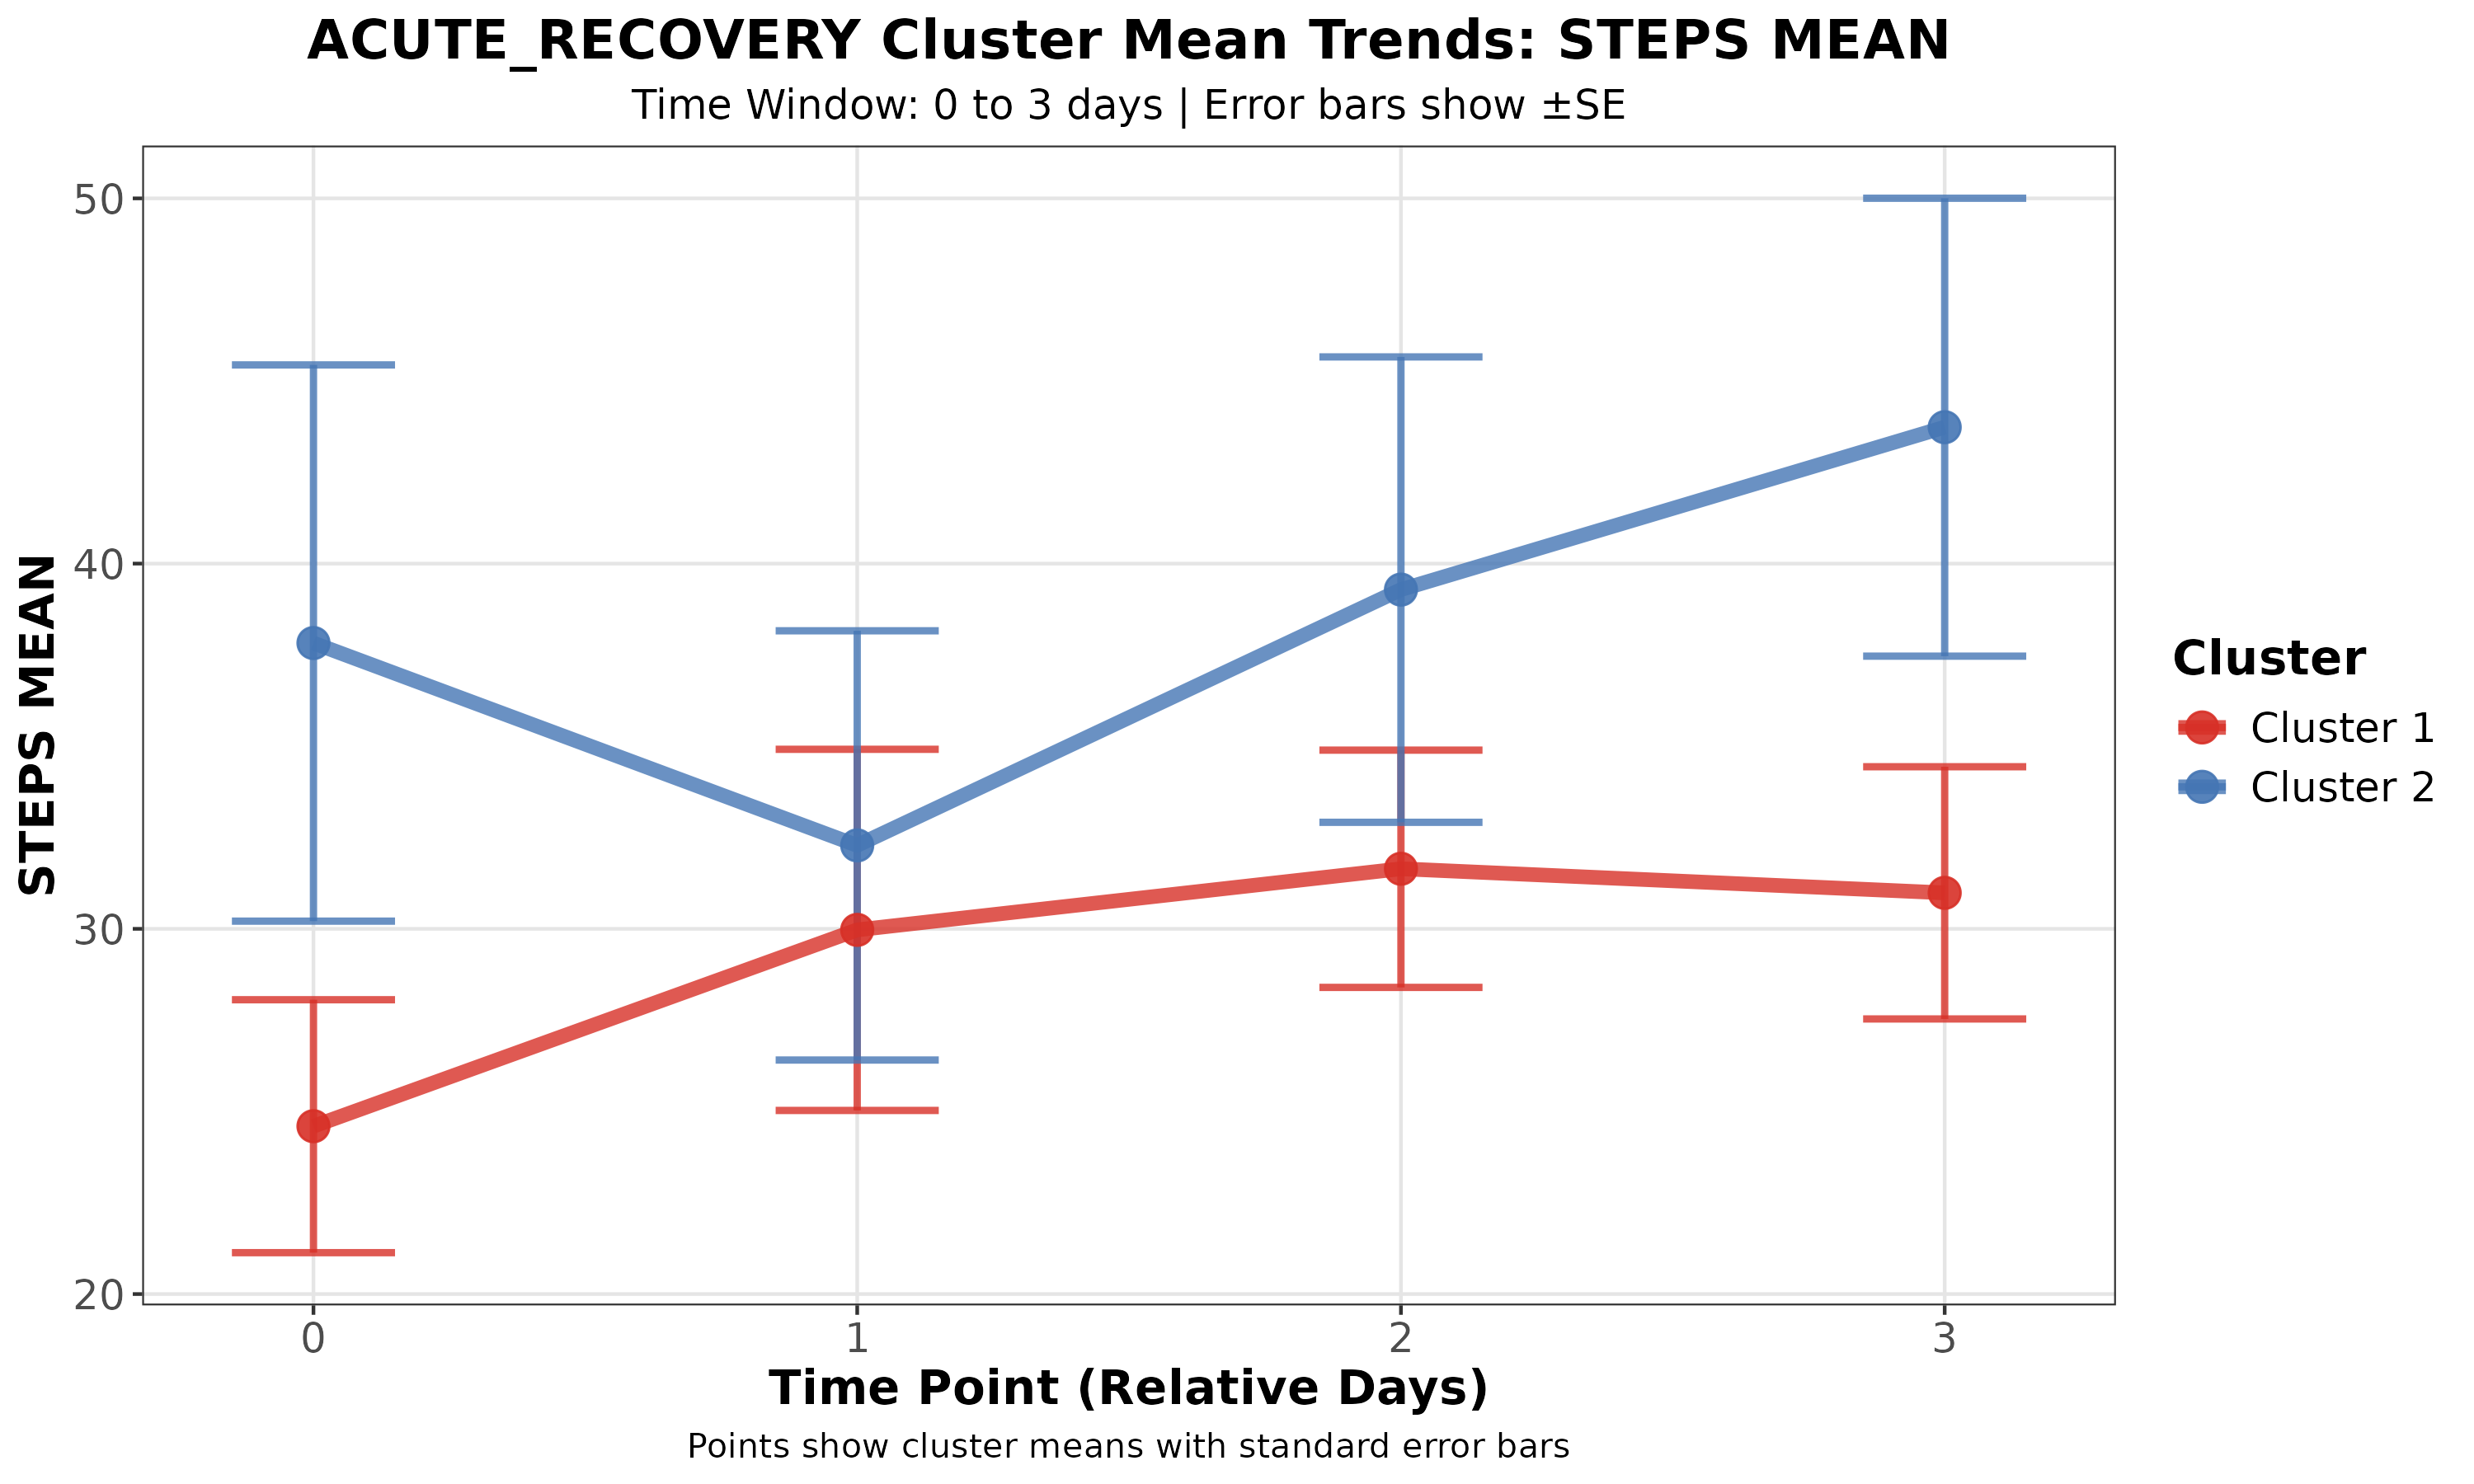 ACUTE_RECOVERY Cluster Mean Trends: STEPS MEAN
Time Window: 0 to 3 days | Error bars show ±SE
STEPS MEAN
50
40
30
20
0
1
2
3
Time Point (Relative Days)
Points show cluster means with standard error bars
Cluster
Cluster 1
Cluster 2